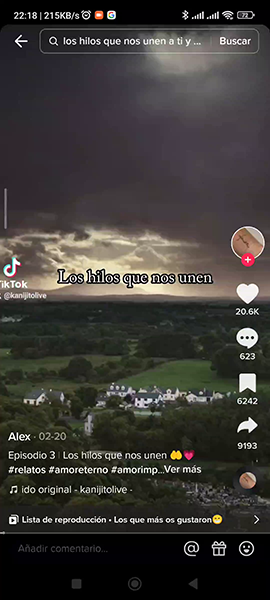 22:18 | 215KB/s
72
los hilos que nos unen a ti y ... Buscar
Los hilos que nos unen
TikTok
@kanijitolive
20.6K
623
6242
9193
Alex · 02-20
Episodio 3 | Los hilos que nos unen 🤲💗
#relatos #amoreterno #amorimp...Ver más
ido original - kanijitolive -
Lista de reproducción • Los que más os gustaron😁
Añadir comentario...